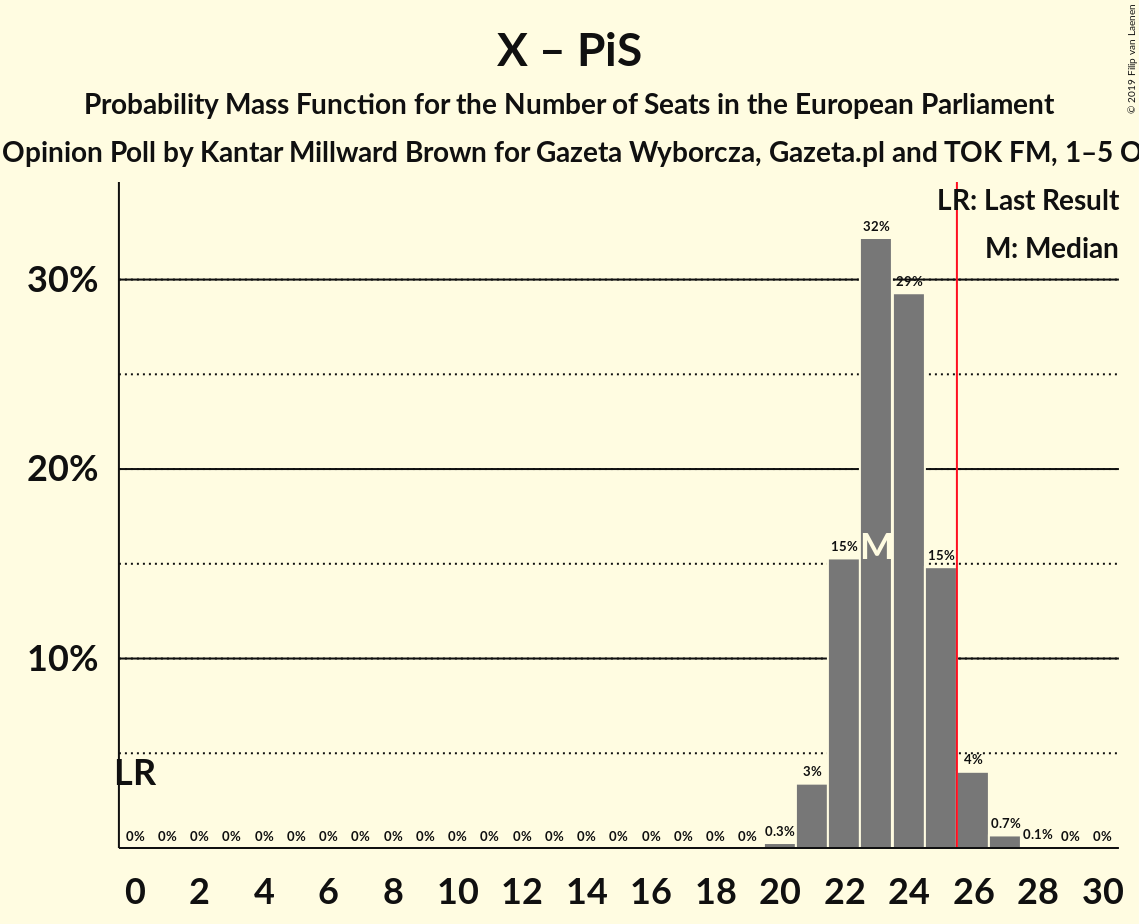 X – PiS
Probability Mass Function for the Number of Seats in the European Parliament
Opinion Poll by Kantar Millward Brown for Gazeta Wyborcza, Gazeta.pl and TOK FM, 1–5 O
© 2019 Filip van Laenen
LR: Last Result
M: Median
30%
20%
10%
32%
29%
15%
M
15%
LR
0% 0% 0% 0% 0% 0% 0% 0% 0% 0% 0% 0% 0% 0% 0% 0% 0% 0% 0% 0% 0.3% 3% 4% 0.7% 0.1% 0% 0%
0 2 4 6 8 10 12 14 16 18 20 22 24 26 28 30